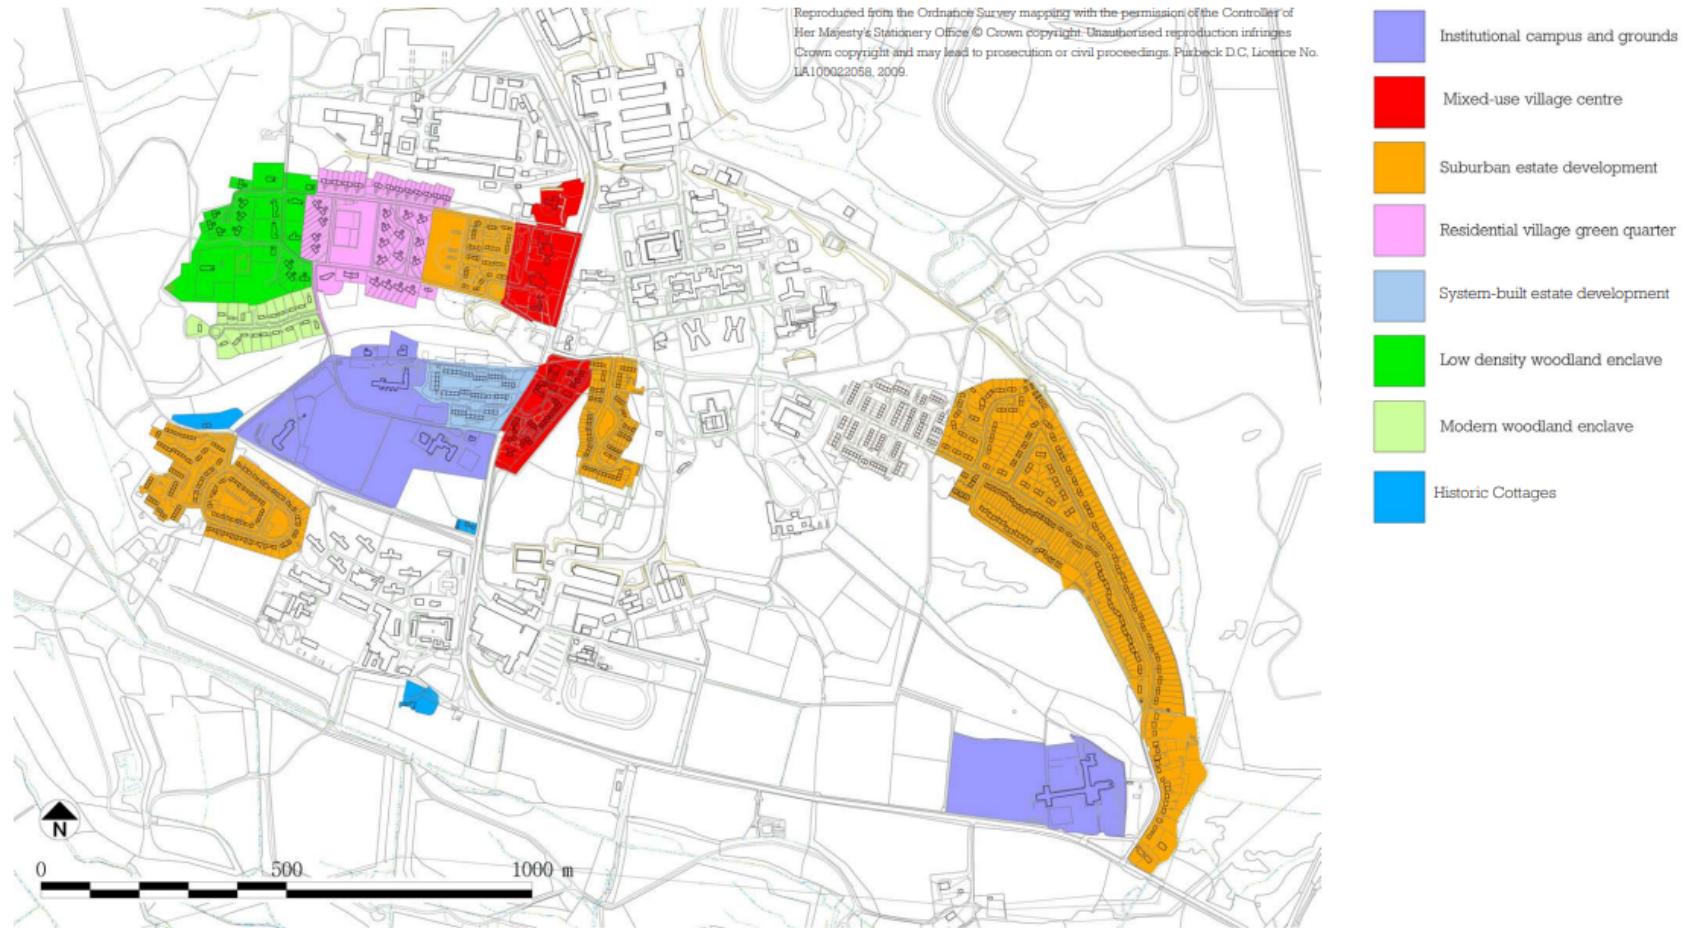 Reproduced from the Ordnance Survey mapping with the permission of the Controller of
Her Majesty's Stationery Office © Crown copyright. Unauthorised reproduction infringes
Crown copyright and may lead to prosecution or civil proceedings. Purbeck D.C, Licence No.
LA100022058, 2009.
Institutional campus and grounds
Mixed-use village centre
Suburban estate development
Residential village green quarter
System-built estate development
Low density woodland enclave
Modern woodland enclave
Historic Cottages
N
0 500 1000 m